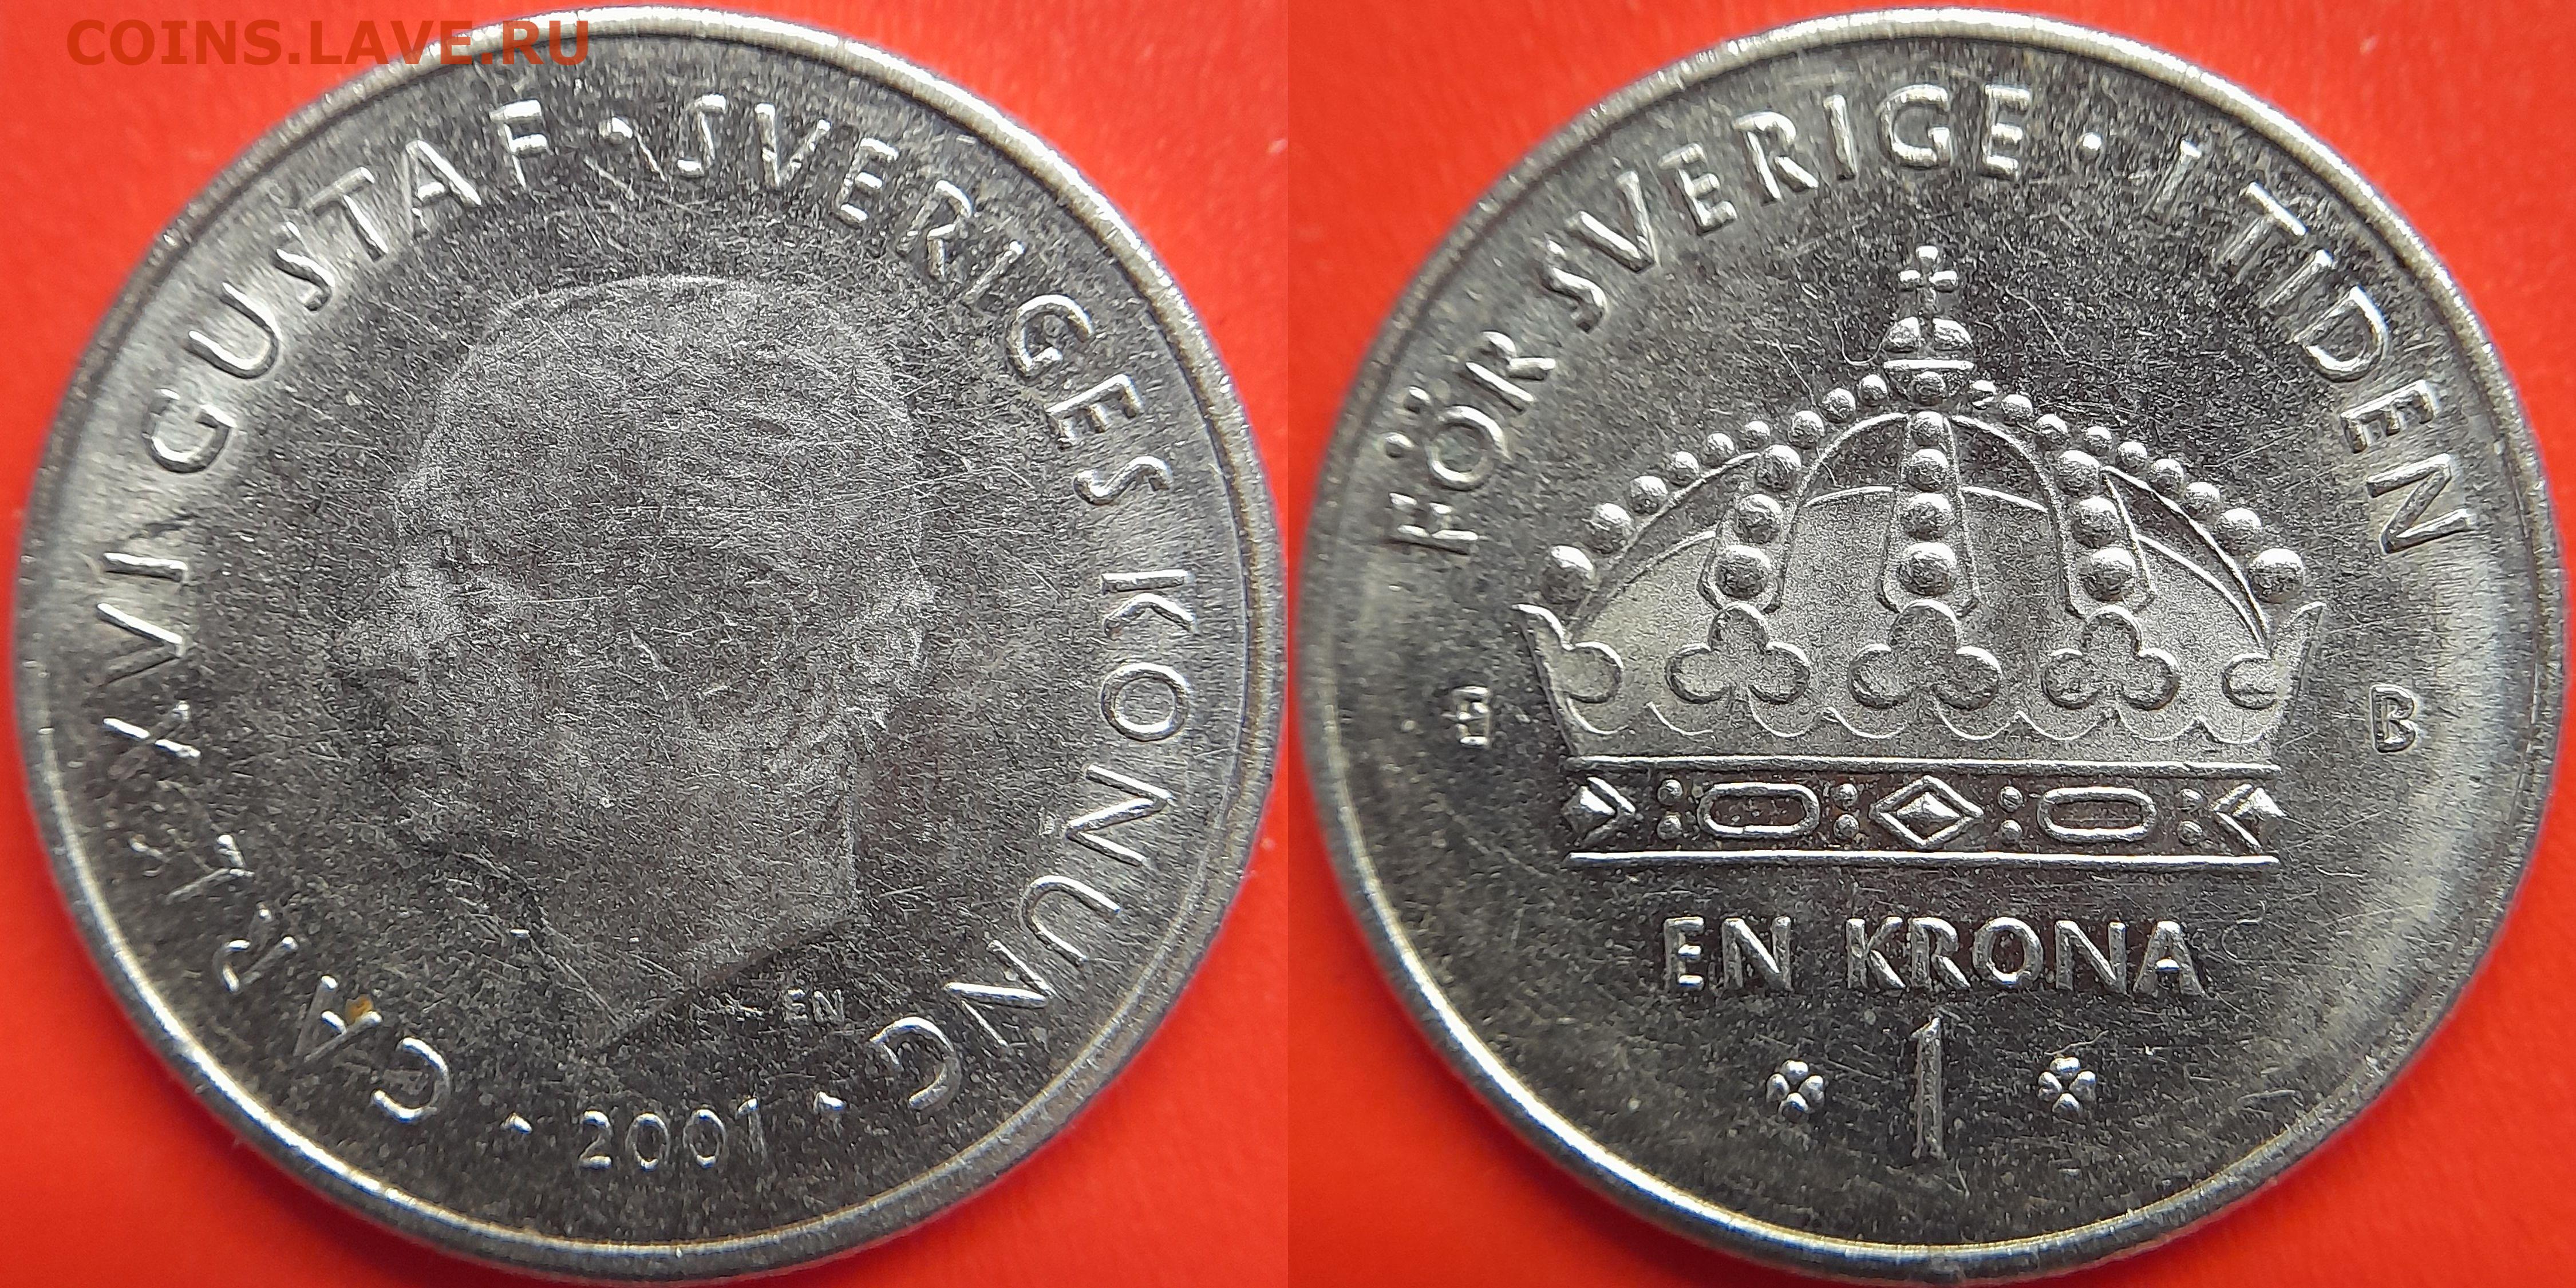 COINS.LAVE.RU
CARL XVI GUSTAF · SVERIGES KONUNG
EN
· 2001 ·
FÖR SVERIGE · I TIDEN
B
EN KRONA
1